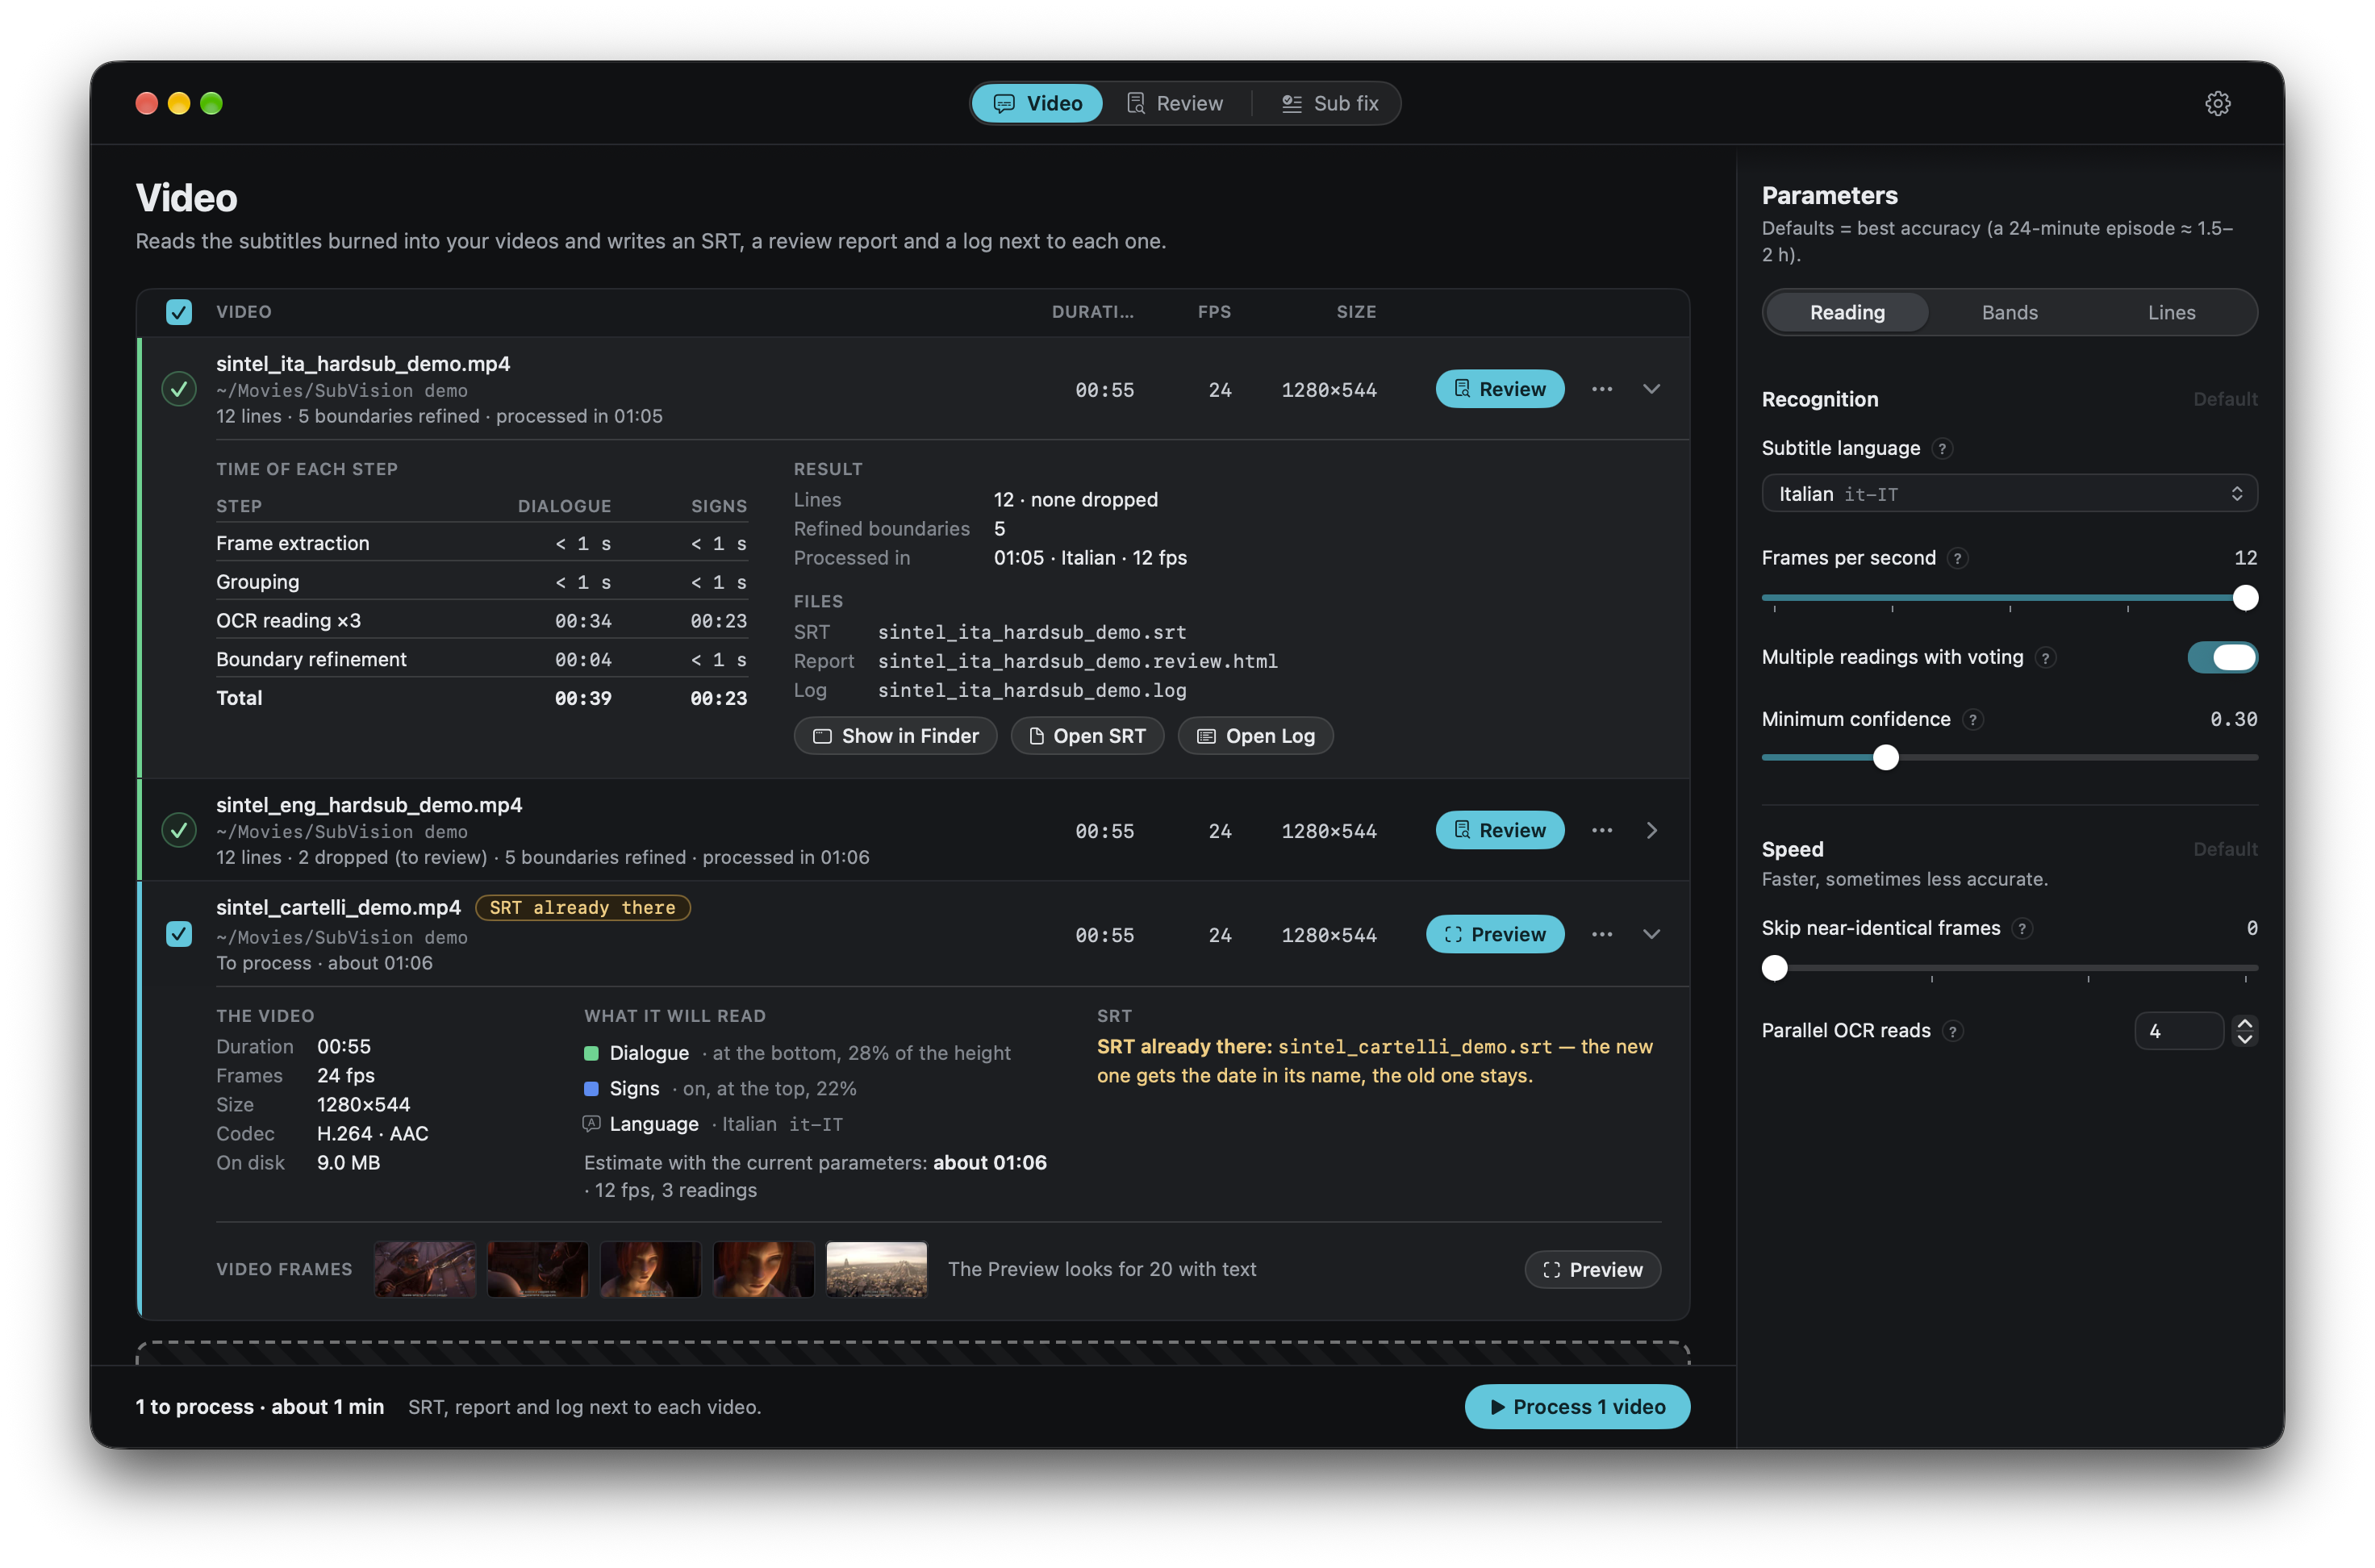 Video
Review
Sub fix
Video
Reads the subtitles burned into your videos and writes an SRT, a review report and a log next to each one.
VIDEO DURATI... FPS SIZE
sintel_ita_hardsub_demo.mp4
~/Movies/SubVision demo
12 lines · 5 boundaries refined · processed in 01:05
00:55 24 1280×544 Review
TIME OF EACH STEP
STEP DIALOGUE SIGNS
Frame extraction < 1 s < 1 s
Grouping < 1 s < 1 s
OCR reading ×3 00:34 00:23
Boundary refinement 00:04 < 1 s
Total 00:39 00:23
RESULT
Lines 12 · none dropped
Refined boundaries 5
Processed in 01:05 · Italian · 12 fps
FILES
SRT sintel_ita_hardsub_demo.srt
Report sintel_ita_hardsub_demo.review.html
Log sintel_ita_hardsub_demo.log
Show in Finder
Open SRT
Open Log
sintel_eng_hardsub_demo.mp4
~/Movies/SubVision demo
12 lines · 2 dropped (to review) · 5 boundaries refined · processed in 01:06
00:55 24 1280×544 Review
sintel_cartelli_demo.mp4 SRT already there
~/Movies/SubVision demo
To process · about 01:06
00:55 24 1280×544 Preview
THE VIDEO
Duration 00:55
Frames 24 fps
Size 1280×544
Codec H.264 · AAC
On disk 9.0 MB
WHAT IT WILL READ
Dialogue · at the bottom, 28% of the height
Signs · on, at the top, 22%
Language · Italian it-IT
Estimate with the current parameters: about 01:06
· 12 fps, 3 readings
SRT
SRT already there: sintel_cartelli_demo.srt — the new
one gets the date in its name, the old one stays.
VIDEO FRAMES
The Preview looks for 20 with text
Preview
1 to process · about 1 min SRT, report and log next to each video.
Process 1 video
Parameters
Defaults = best accuracy (a 24-minute episode ≈ 1.5–
2 h).
Reading Bands Lines
Recognition Default
Subtitle language ?
Italian it-IT
Frames per second ? 12
Multiple readings with voting ?
Minimum confidence ? 0.30
Speed Default
Faster, sometimes less accurate.
Skip near-identical frames ? 0
Parallel OCR reads ? 4